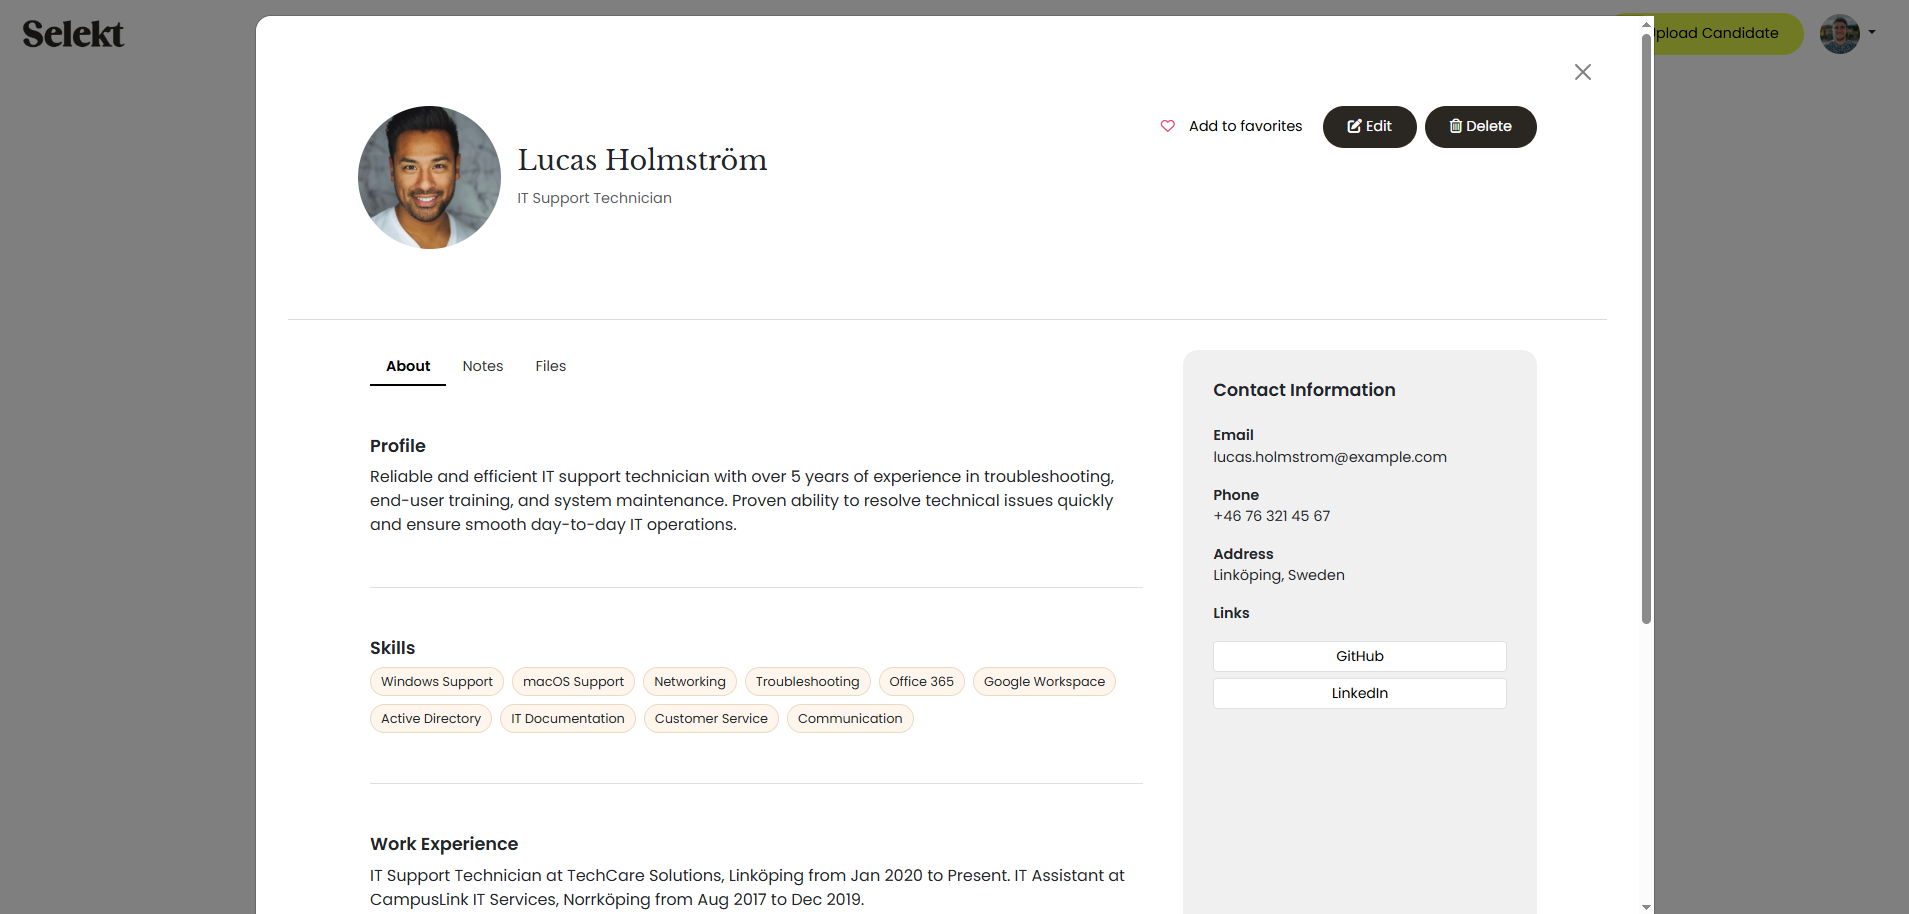 Selekt
pload Candidate
Lucas Holmström
IT Support Technician
Add to favorites
Edit
Delete
About
Notes
Files
Profile
Reliable and efficient IT support technician with over 5 years of experience in troubleshooting,
end-user training, and system maintenance. Proven ability to resolve technical issues quickly
and ensure smooth day-to-day IT operations.
Skills
Windows Support
macOS Support
Networking
Troubleshooting
Office 365
Google Workspace
Active Directory
IT Documentation
Customer Service
Communication
Work Experience
IT Support Technician at TechCare Solutions, Linköping from Jan 2020 to Present. IT Assistant at
CampusLink IT Services, Norrköping from Aug 2017 to Dec 2019.
Contact Information
Email
lucas.holmstrom@example.com
Phone
+46 76 321 45 67
Address
Linköping, Sweden
Links
GitHub
LinkedIn